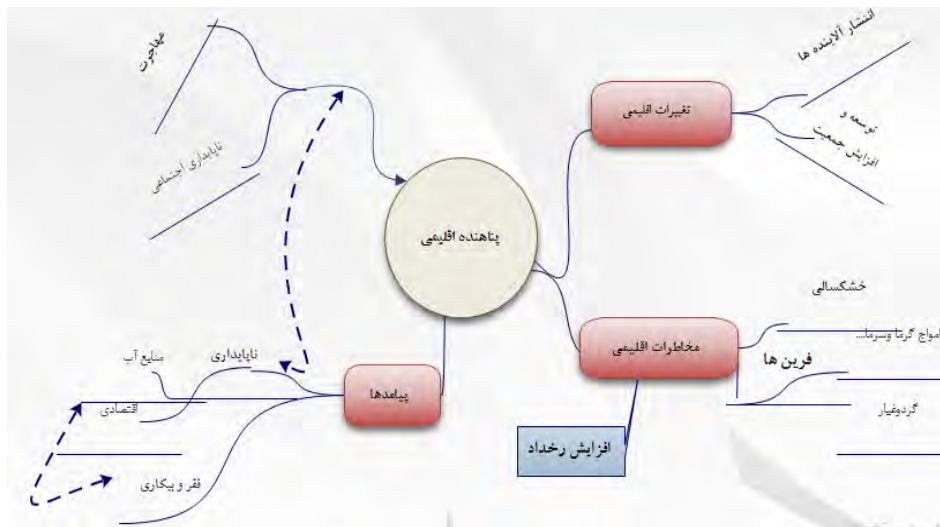 انتشار آلاینده ها
تغییرات اقلیمی
توسعه و
افزایش جمعیت
مهاجرت
ناپایداری اجتماعی
پناهنده اقلیمی
خشکسالی
امواج گرما وسرما....
مخاطرات اقلیمی
فرین ها
گردوغبار
افزایش رخداد
پیامدها
ناپایداری
منابع آب
اقتصادی
فقر و بیکاری